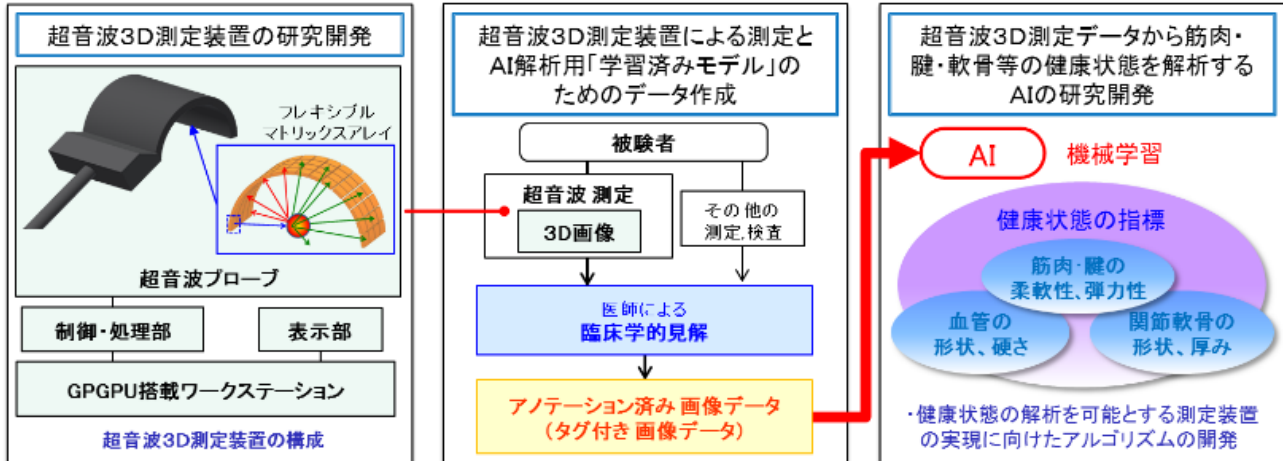 超音波3D測定装置の研究開発
フレキシブル
マトリックスアレイ
超音波プローブ
制御・処理部
表示部
GPGPU搭載ワークステーション
超音波3D測定装置の構成
超音波3D測定装置による測定と
AI解析用「学習済みモデル」の
ためのデータ作成
被験者
超音波 測定
3D画像
その他の
測定,検査
医師による
臨床学的見解
アノテーション済み 画像データ
(タグ付き 画像データ)
超音波3D測定データから筋肉・
腱・軟骨等の健康状態を解析する
AIの研究開発
AI
機械学習
健康状態の指標
筋肉・腱の
柔軟性、弾力性
血管の
形状、硬さ
関節軟骨の
形状、厚み
・健康状態の解析を可能とする測定装置
の実現に向けたアルゴリズムの開発